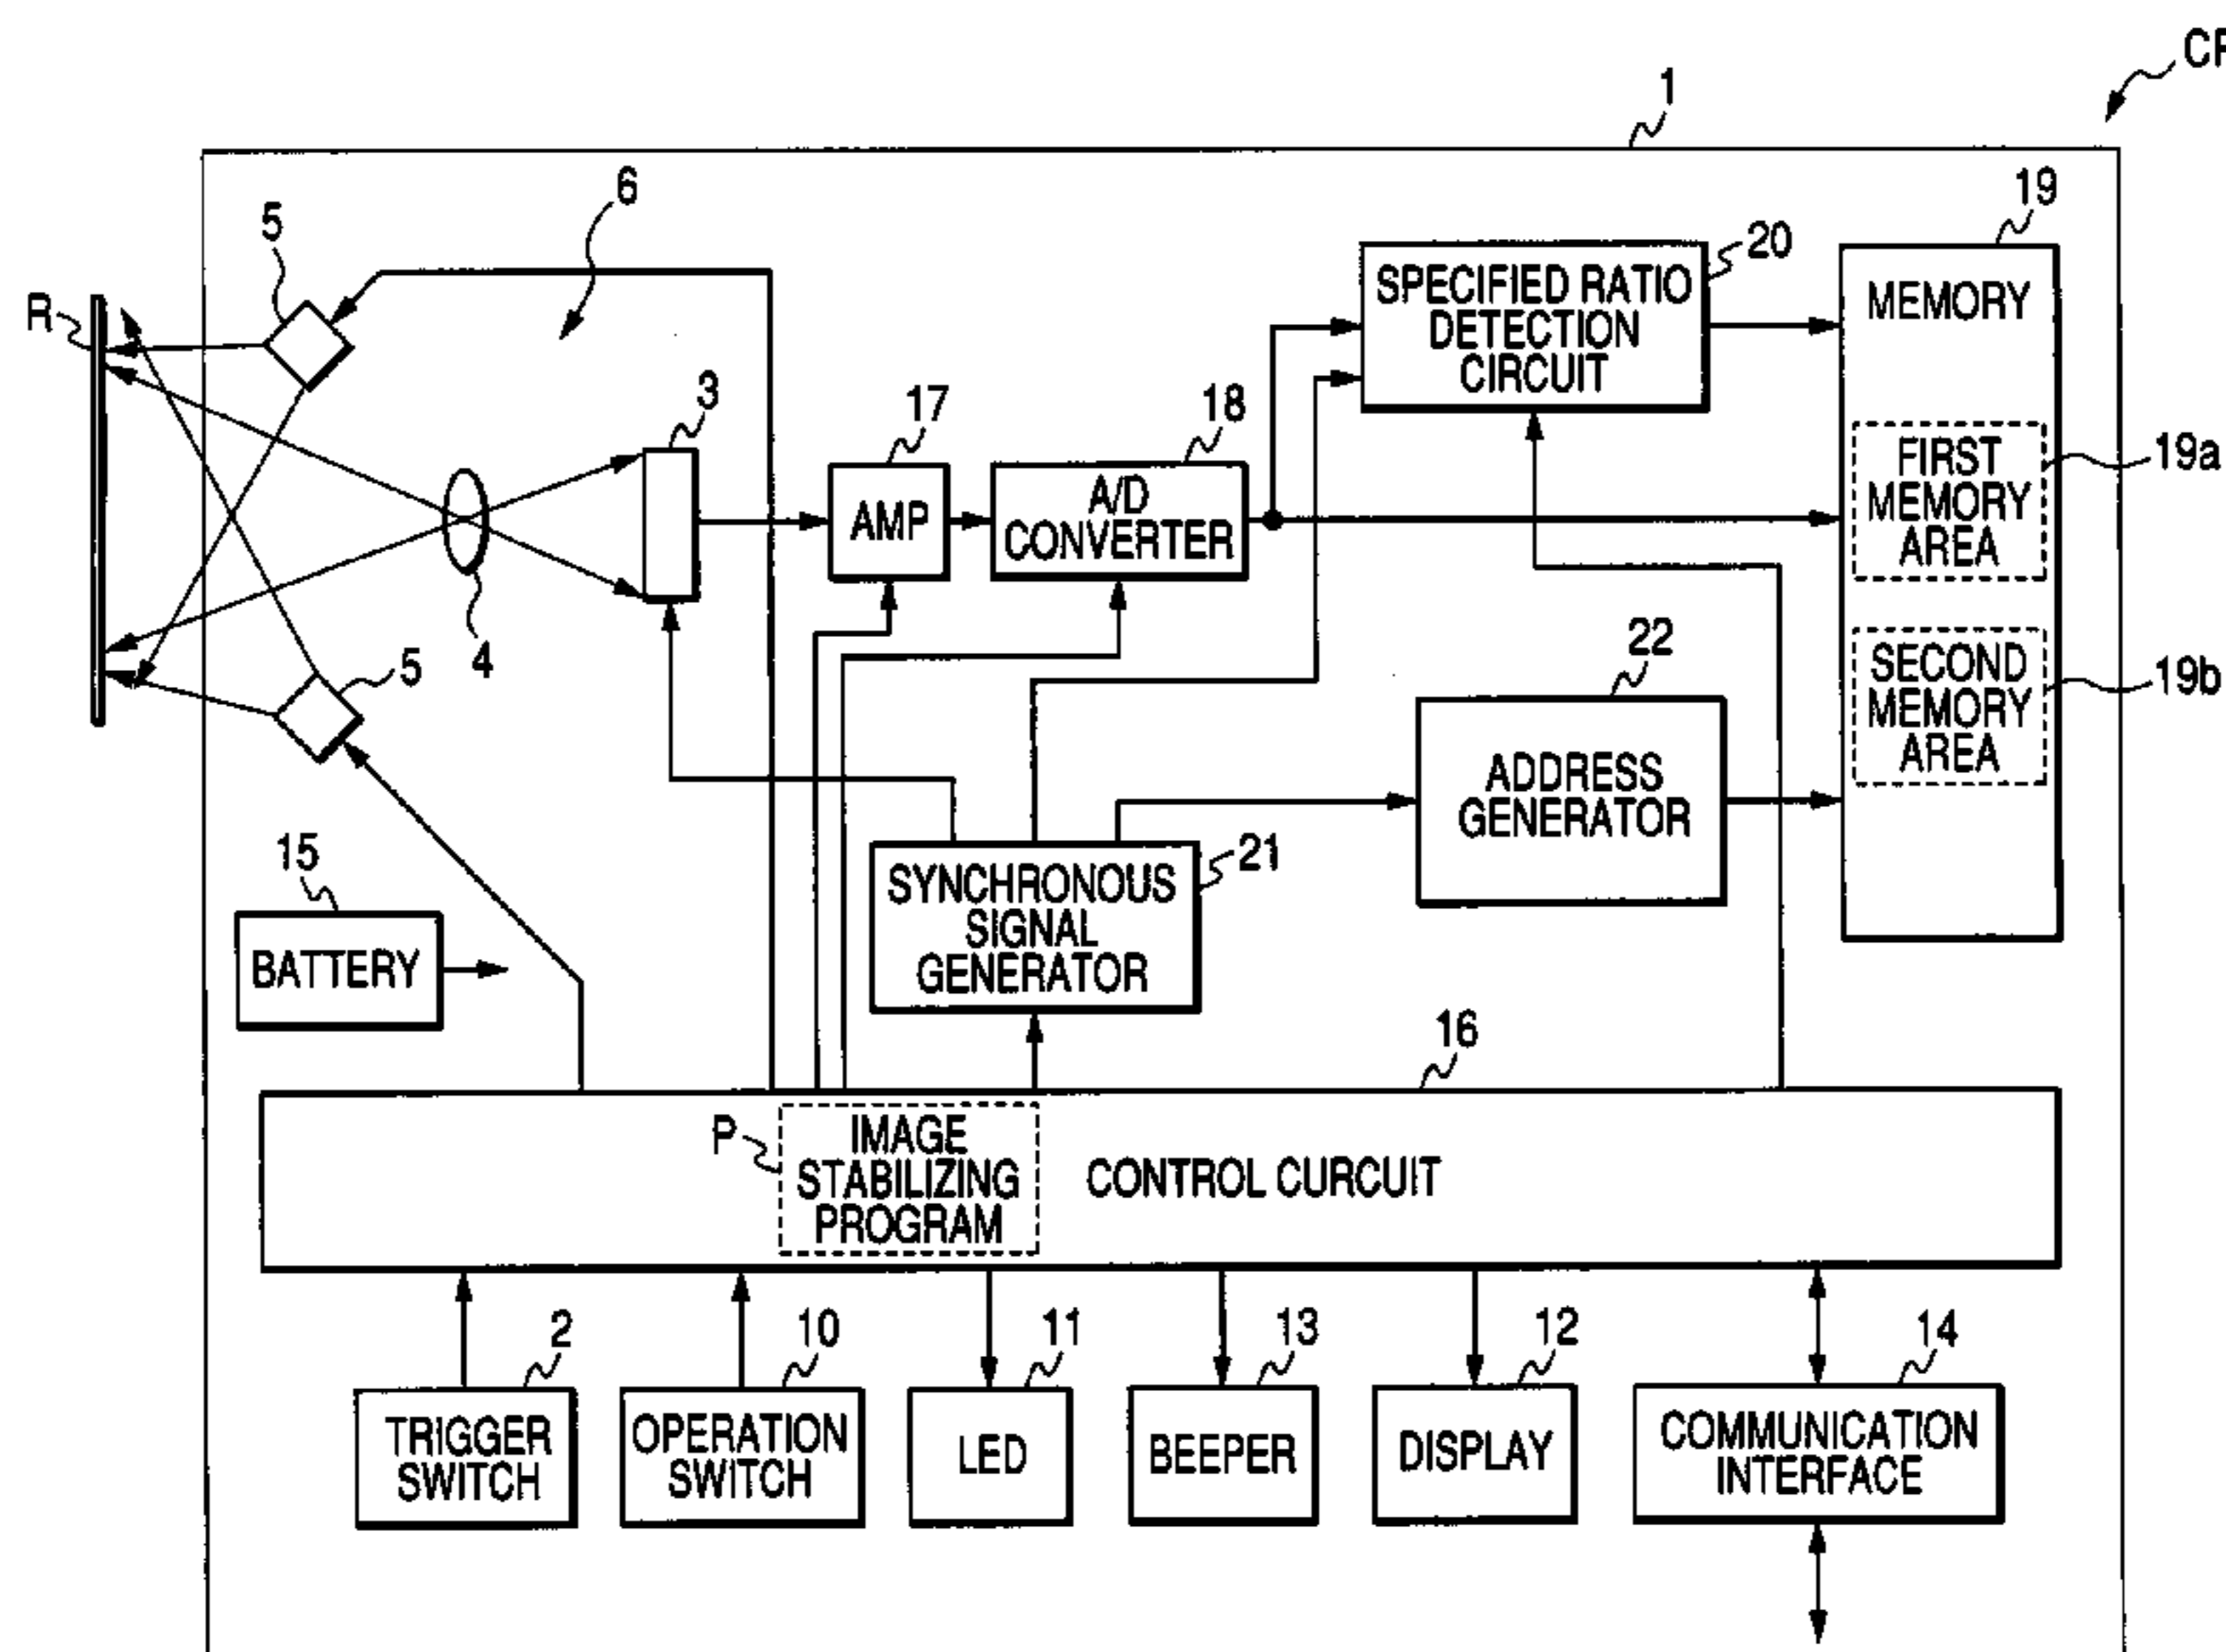 CR
1
6
19
5
20
R
SPECIFIED RATIO
DETECTION
CIRCUIT
MEMORY
3
17
18
FIRST
MEMORY
AREA
19a
AMP
A/D
CONVERTER
4
5
22
SECOND
MEMORY
AREA
19b
ADDRESS
GENERATOR
15
21
BATTERY
SYNCHRONOUS
SIGNAL
GENERATOR
16
P
IMAGE
STABILIZING
PROGRAM
CONTROL CURCUIT
2
10
11
13
12
14
TRIGGER
SWITCH
OPERATION
SWITCH
LED
BEEPER
DISPLAY
COMMUNICATION
INTERFACE